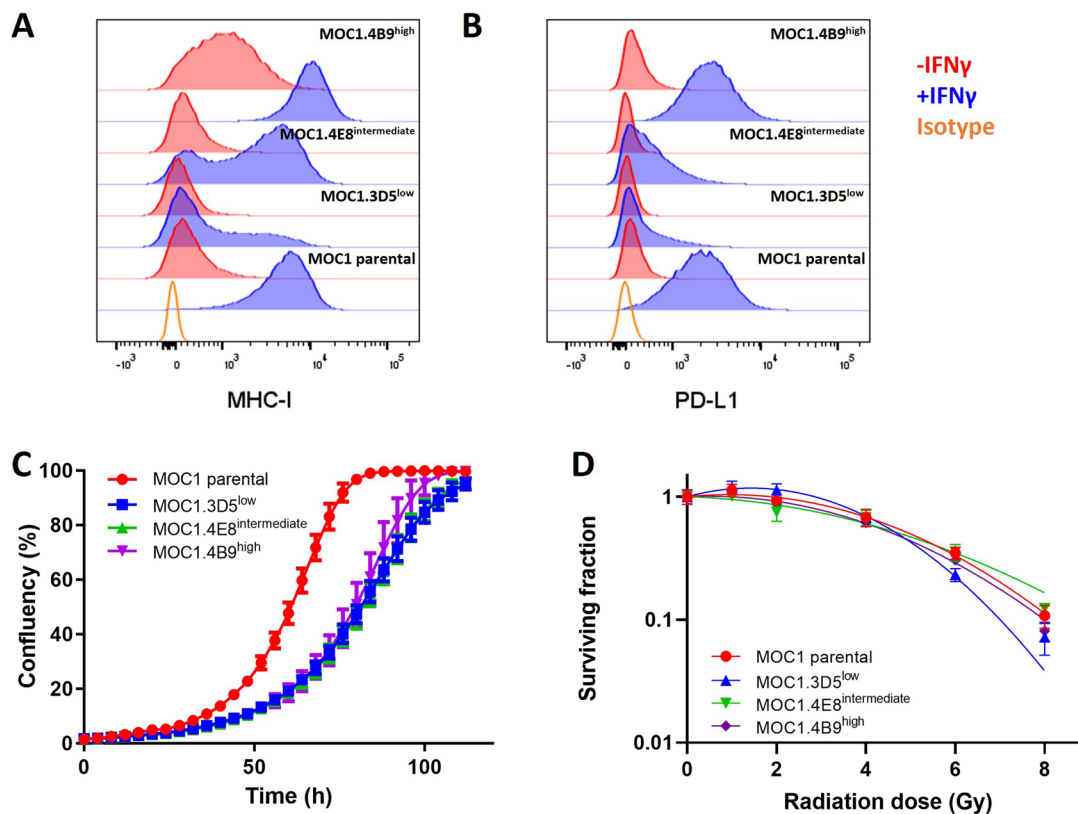 A
MOC1.4B9high
MOC1.4E8intermediate
MOC1.3D5low
MOC1 parental
-10³ 0 10³ 10⁴ 10⁵
MHC-I
B
MOC1.4B9high
MOC1.4E8intermediate
MOC1.3D5low
MOC1 parental
-10³ 0 10³ 10⁴ 10⁵
PD-L1
-IFNγ
+IFNγ
Isotype
C
MOC1 parental
MOC1.3D5low
MOC1.4E8intermediate
MOC1.4B9high
Confluency (%)
100
80
60
40
20
0
0 50 100
Time (h)
D
Surviving fraction
1
0.1
0.01
MOC1 parental
MOC1.3D5low
MOC1.4E8intermediate
MOC1.4B9high
0 2 4 6 8
Radiation dose (Gy)